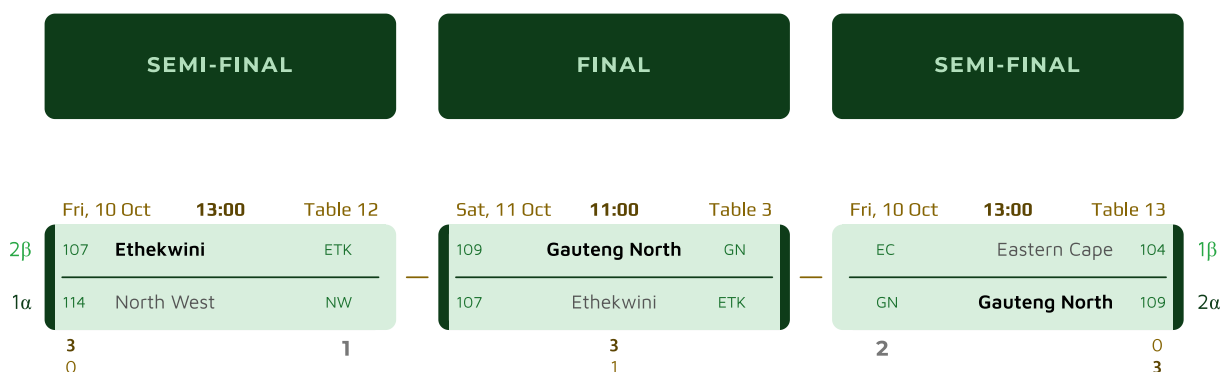 SEMI-FINAL FINAL SEMI-FINAL
Fri, 10 Oct 13:00 Table 12 Sat, 11 Oct 11:00 Table 3 Fri, 10 Oct 13:00 Table 13
2β 107 Ethekwini ETK 109 Gauteng North GN EC Eastern Cape 104 1β
1α 114 North West NW 107 Ethekwini ETK GN Gauteng North 109 2α
3 1 3 2 0
0 1 3